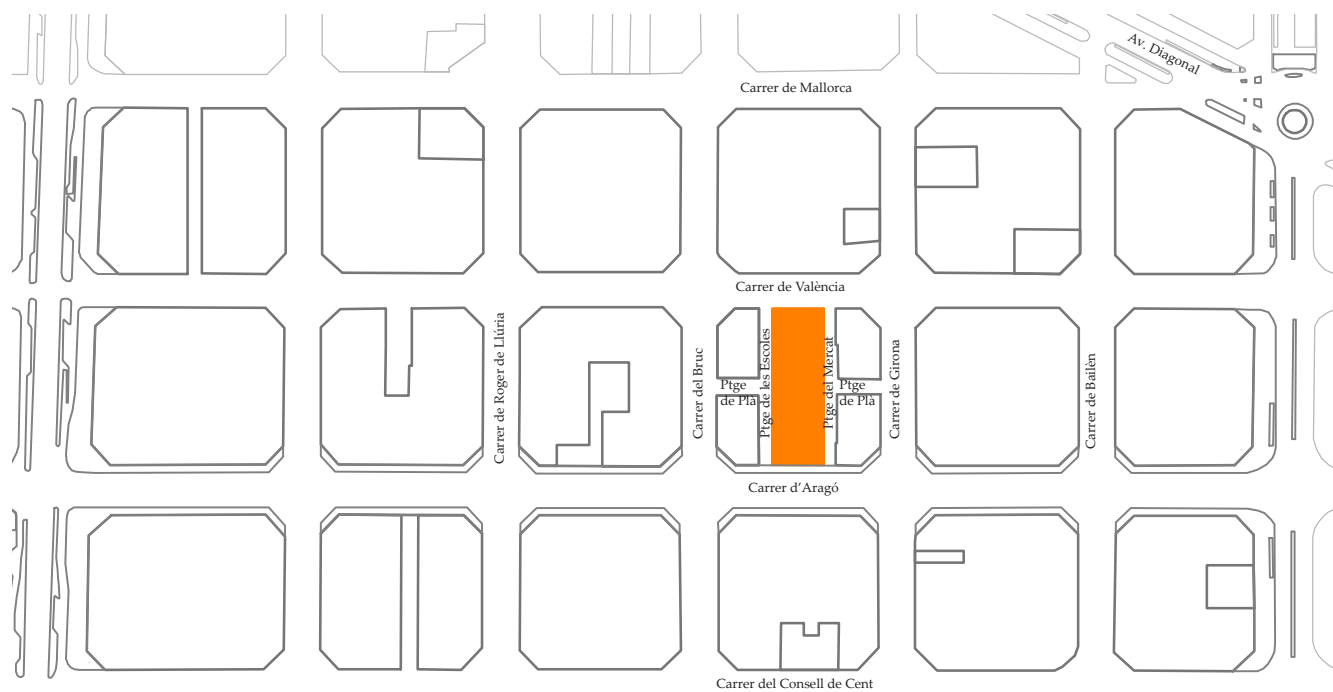 Av. Diagonal
Carrer de Mallorca
Carrer de València
Carrer de Roger de Llúria
Carrer del Bruc
Ptge
de Plà
Ptge de les Escoles
Ptge del Mercat
Ptge
de Plà
Carrer de Girona
Carrer de Bailèn
Carrer d'Aragó
Carrer del Consell de Cent